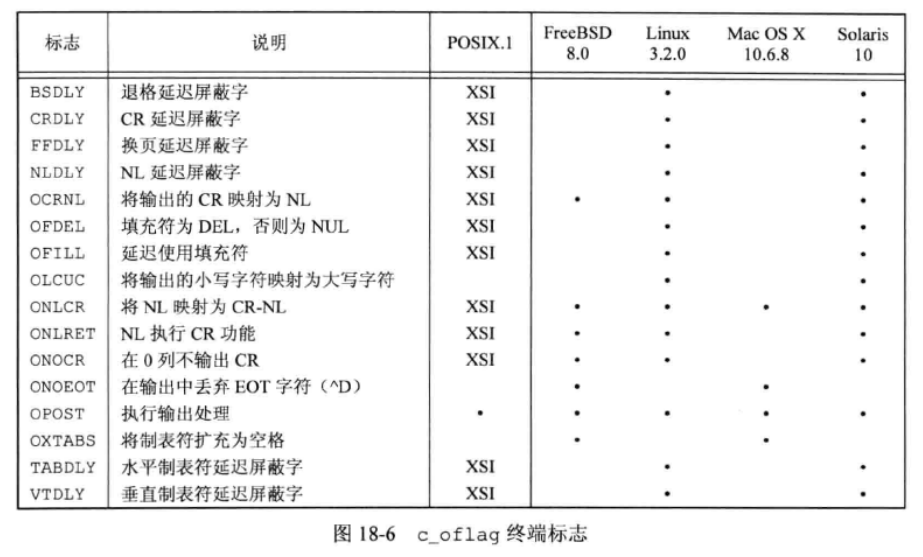 标志 说明 POSIX.1 FreeBSD 8.0 Linux 3.2.0 Mac OS X 10.6.8 Solaris 10
BSDLY 退格延迟屏蔽字 XSI • •
CRDLY CR 延迟屏蔽字 XSI • •
FFDLY 换页延迟屏蔽字 XSI • •
NLDLY NL 延迟屏蔽字 XSI • •
OCRNL 将输出的 CR 映射为 NL XSI • • •
OFDEL 填充符为 DEL，否则为 NUL XSI • •
OFILL 延迟使用填充符 XSI • •
OLCUC 将输出的小写字符映射为大写字符 • •
ONLCR 将 NL 映射为 CR-NL XSI • • • •
ONLRET NL 执行 CR 功能 XSI • • •
ONOCR 在 0 列不输出 CR XSI • • •
ONOEOT 在输出中丢弃 EOT 字符（^D） • •
OPOST 执行输出处理 • • • • •
OXTABS 将制表符扩充为空格 • •
TABDLY 水平制表符延迟屏蔽字 XSI • •
VTDLY 垂直制表符延迟屏蔽字 XSI • •
图 18-6 c_oflag 终端标志